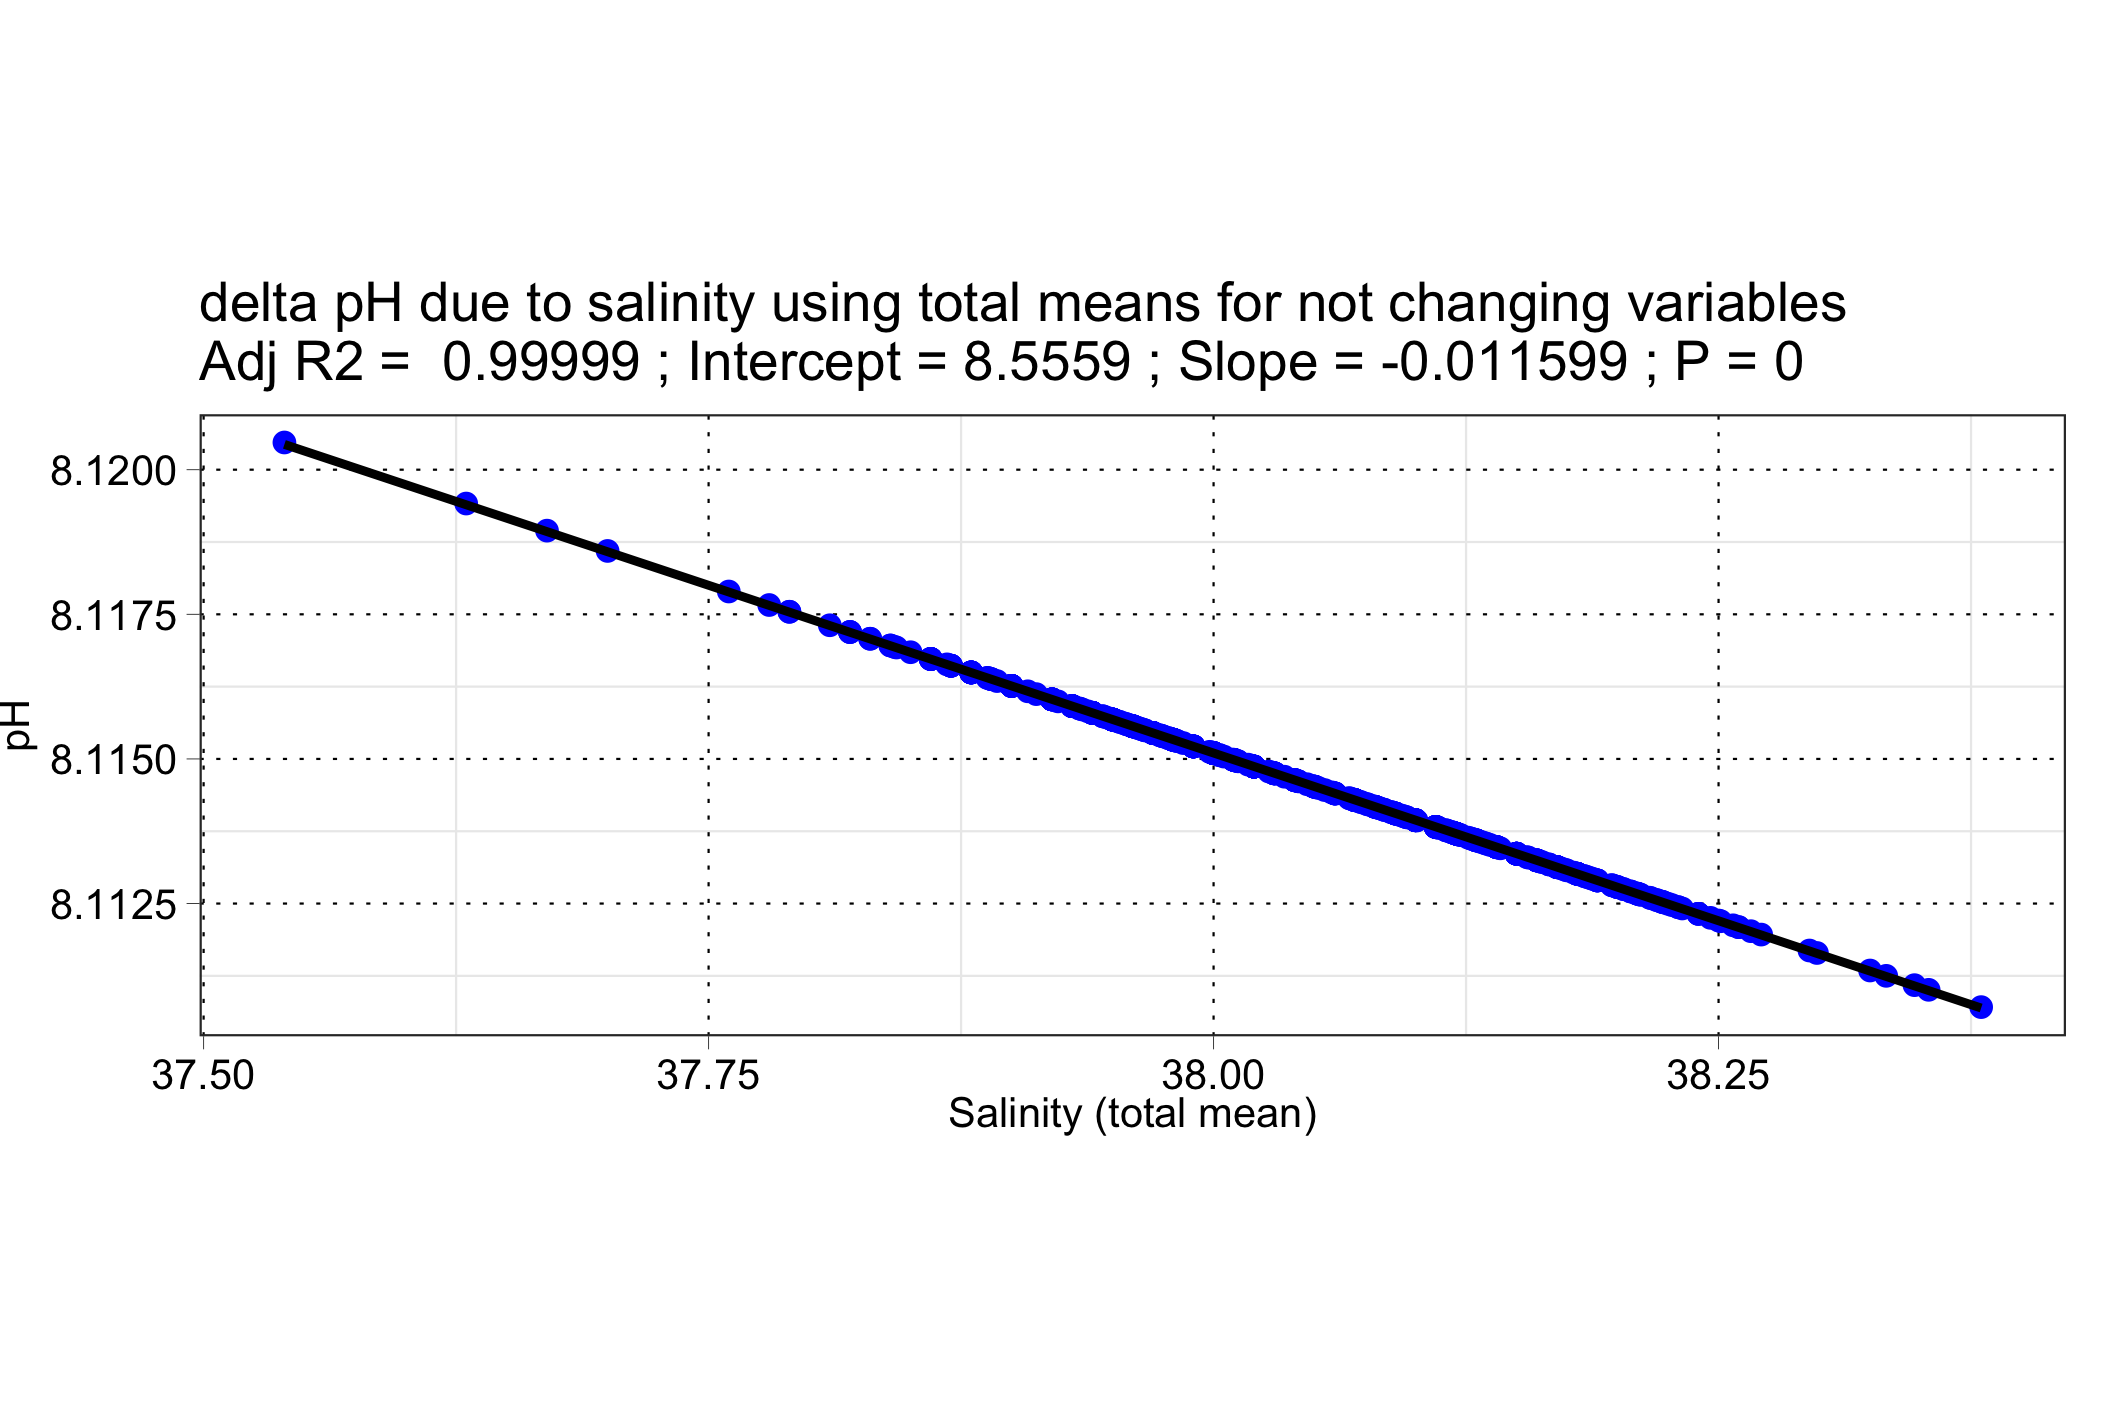 delta pH due to salinity using total means for not changing variables
Adj R2 =  0.99999 ; Intercept = 8.5559 ; Slope = -0.011599 ; P = 0
8.1200
8.1175
pH
8.1150
8.1125
37.50 37.75 38.00 38.25
Salinity (total mean)